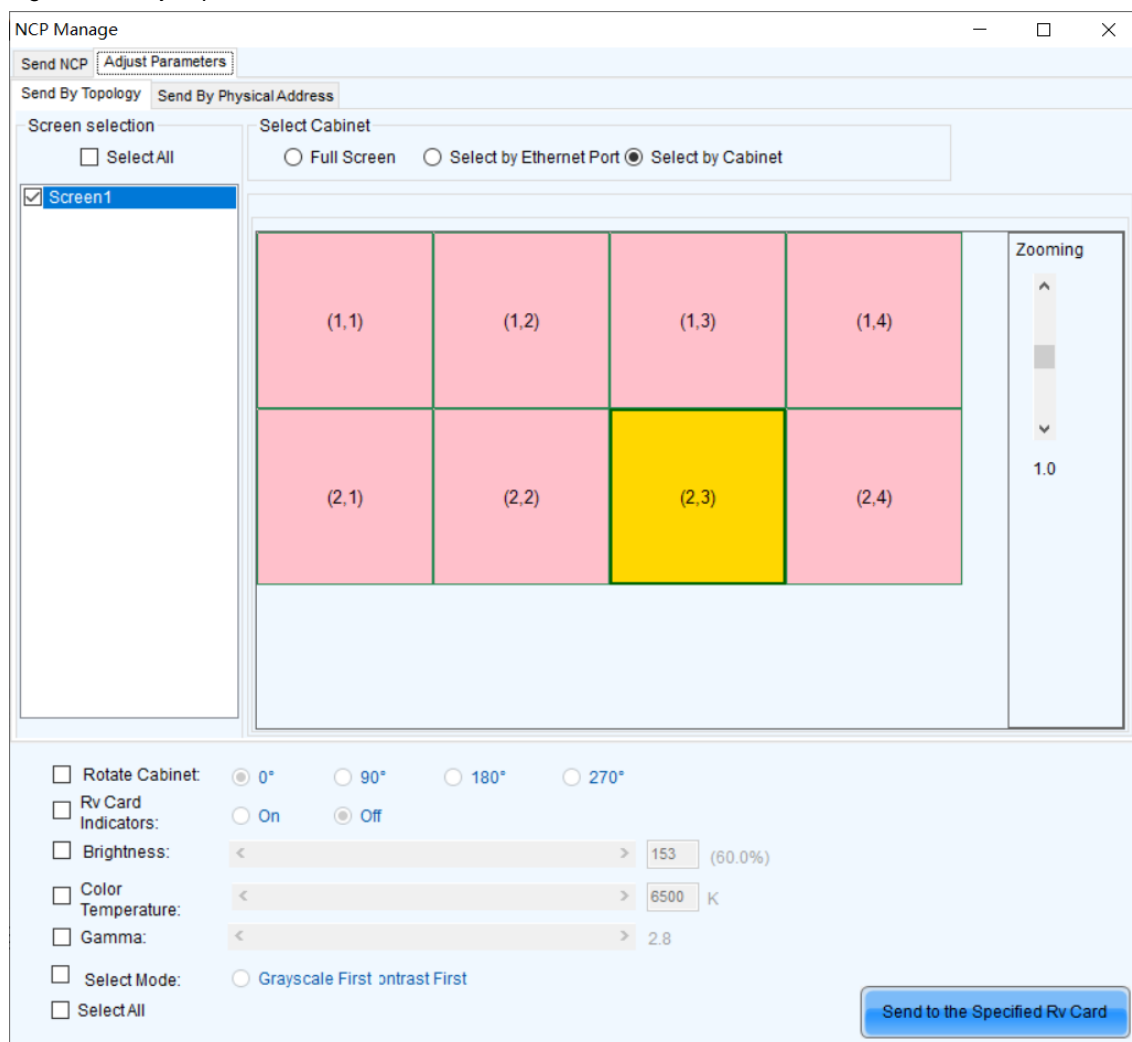 NCP Manage
Send NCP Adjust Parameters
Send By Topology Send By Physical Address
Screen selection Select Cabinet
Select All Full Screen Select by Ethernet Port Select by Cabinet
Screen1
Zooming
(1,1) (1,2) (1,3) (1,4)
1.0
(2,1) (2,2) (2,3) (2,4)
Rotate Cabinet: 0° 90° 180° 270°
Rv Card
Indicators: On Off
Brightness: 153 (60.0%)
Color
Temperature: 6500 K
Gamma: 2.8
Select Mode: Grayscale First ontrast First
Select All
Send to the Specified Rv Card